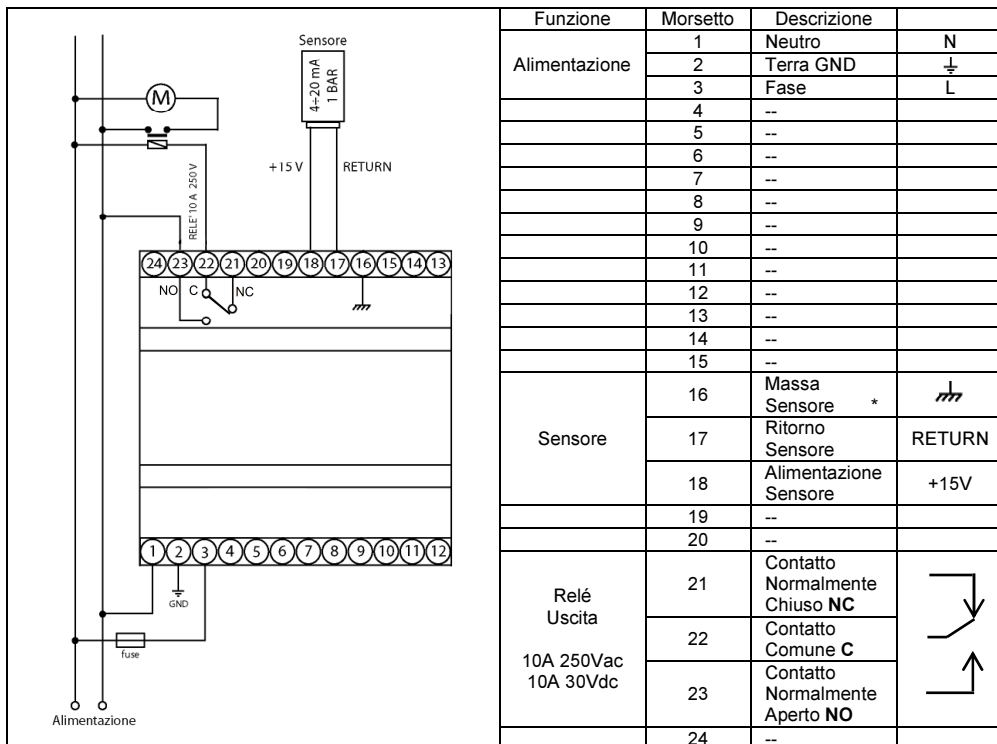 Sensore
4÷20 mA
1 BAR
M
+15 V
RETURN
RELE' 10 A 250 V
24 23 22 21 20 19 18 17 16 15 14 13
NO C NC
1 2 3 4 5 6 7 8 9 10 11 12
GND
fuse
Alimentazione
Funzione Morsetto Descrizione
Alimentazione
1 Neutro N
2 Terra GND
3 Fase L
4 --
5 --
6 --
7 --
8 --
9 --
10 --
11 --
12 --
13 --
14 --
15 --
Sensore
16
Massa
Sensore *
17
Ritorno
Sensore
RETURN
18
Alimentazione
Sensore
+15V
19 --
20 --
Relé
Uscita
10A 250Vac
10A 30Vdc
21
Contatto
Normalmente
Chiuso NC
22
Contatto
Comune C
23
Contatto
Normalmente
Aperto NO
24 --